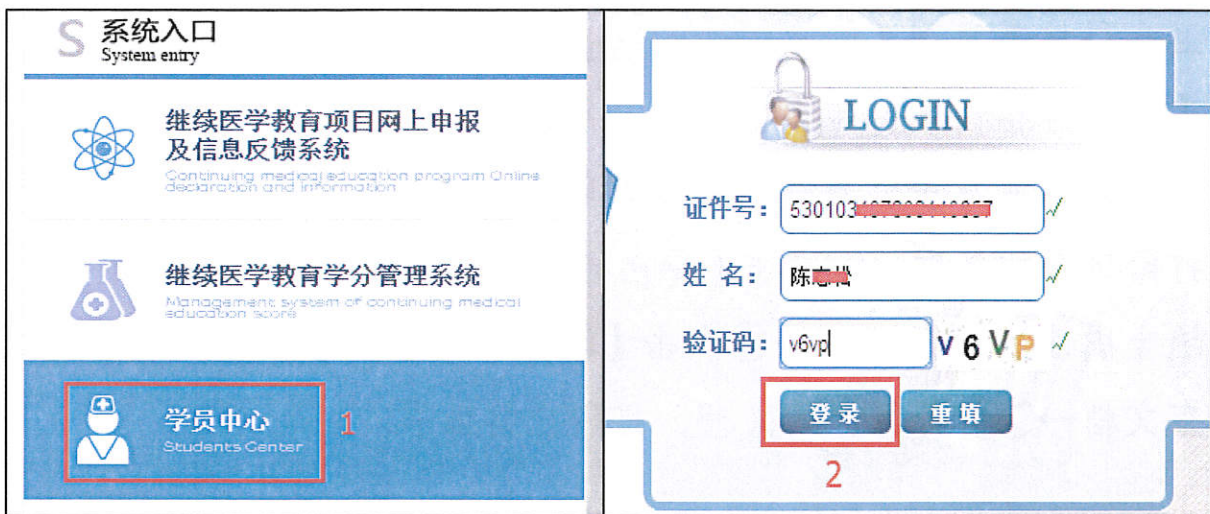 S 系统入口
System entry
继续医学教育项目网上申报
及信息反馈系统
Continuing medical education program Online
declaration and information
继续医学教育学分管理系统
Management system of continuing medical
education score
学员中心
Students Center
1
LOGIN
证件号：530103
姓 名：陈
验证码：v6vp
V6VP
登录 重填
2